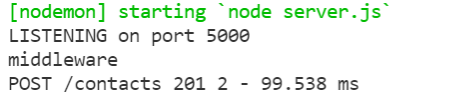 [nodemon] starting `node server.js`
LISTENING on port 5000
middleware
POST /contacts 201 2 - 99.538 ms